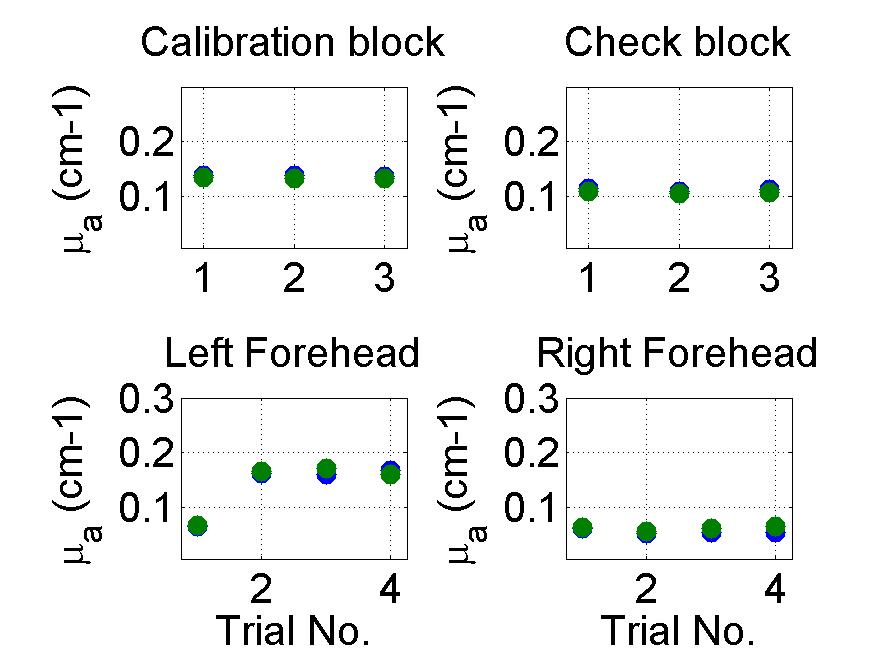 Calibration block
μa (cm-1)
0.2
0.1
1 2 3
Check block
μa (cm-1)
0.2
0.1
1 2 3
Left Forehead
μa (cm-1)
0.3
0.2
0.1
2 4
Trial No.
Right Forehead
μa (cm-1)
0.3
0.2
0.1
2 4
Trial No.